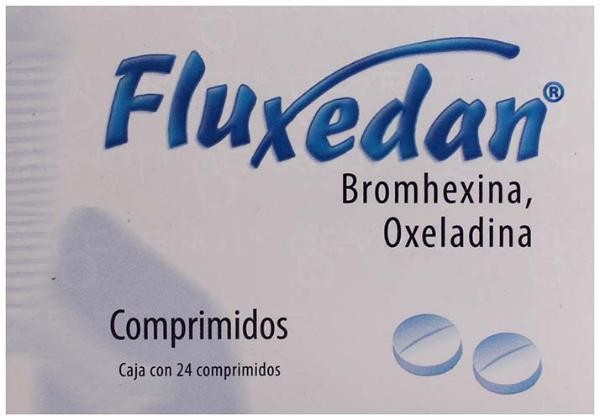 Fluxedan®
Bromhexina,
Oxeladina
Comprimidos
Caja con 24 comprimidos